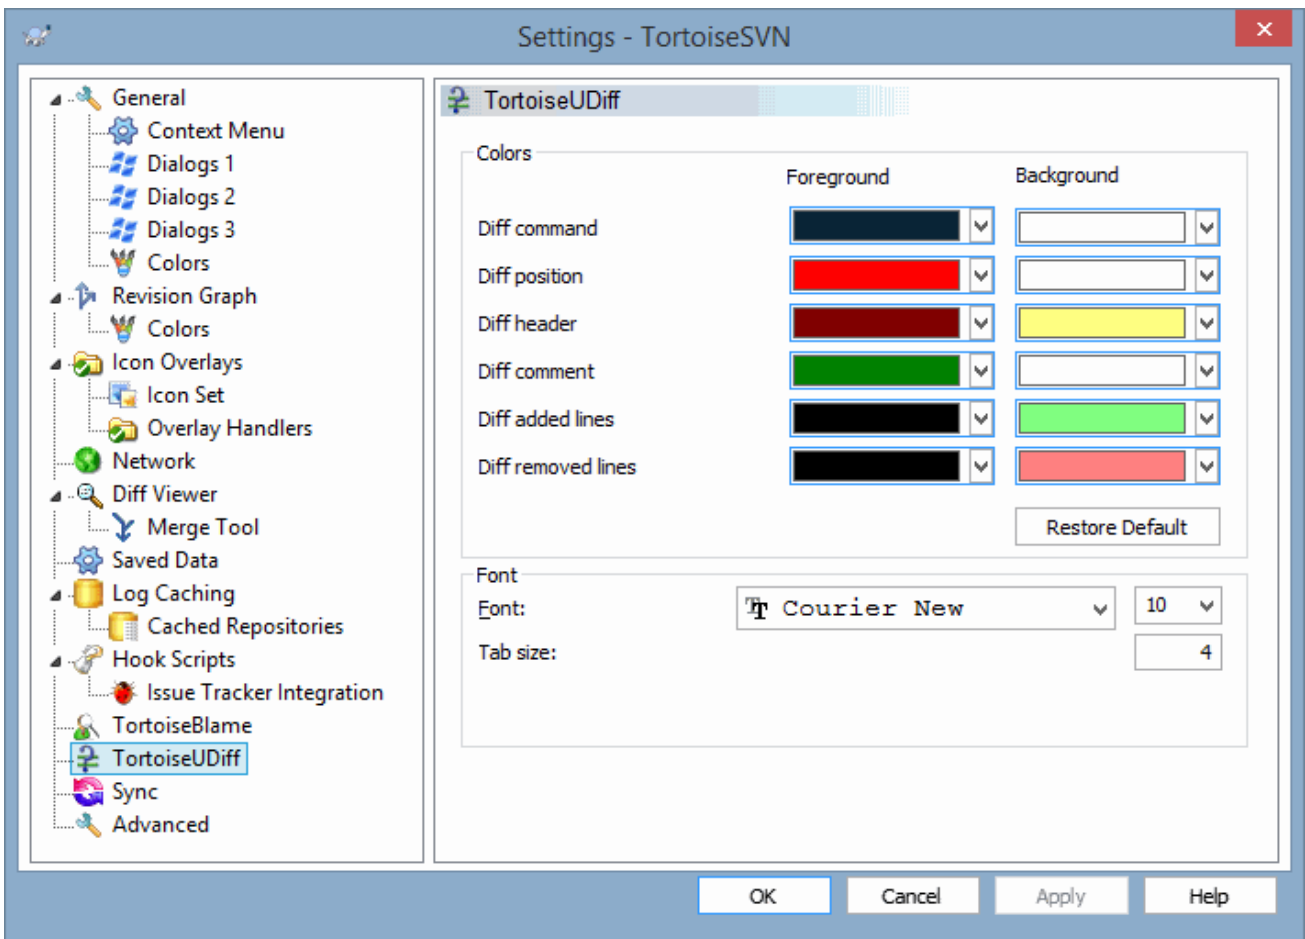 Settings - TortoiseSVN
General
Context Menu
Dialogs 1
Dialogs 2
Dialogs 3
Colors
Revision Graph
Colors
Icon Overlays
Icon Set
Overlay Handlers
Network
Diff Viewer
Merge Tool
Saved Data
Log Caching
Cached Repositories
Hook Scripts
Issue Tracker Integration
TortoiseBlame
TortoiseUDiff
Sync
Advanced
TortoiseUDiff
Colors
Foreground Background
Diff command
Diff position
Diff header
Diff comment
Diff added lines
Diff removed lines
Restore Default
Font
Font: Courier New 10
Tab size: 4
OK Cancel Apply Help